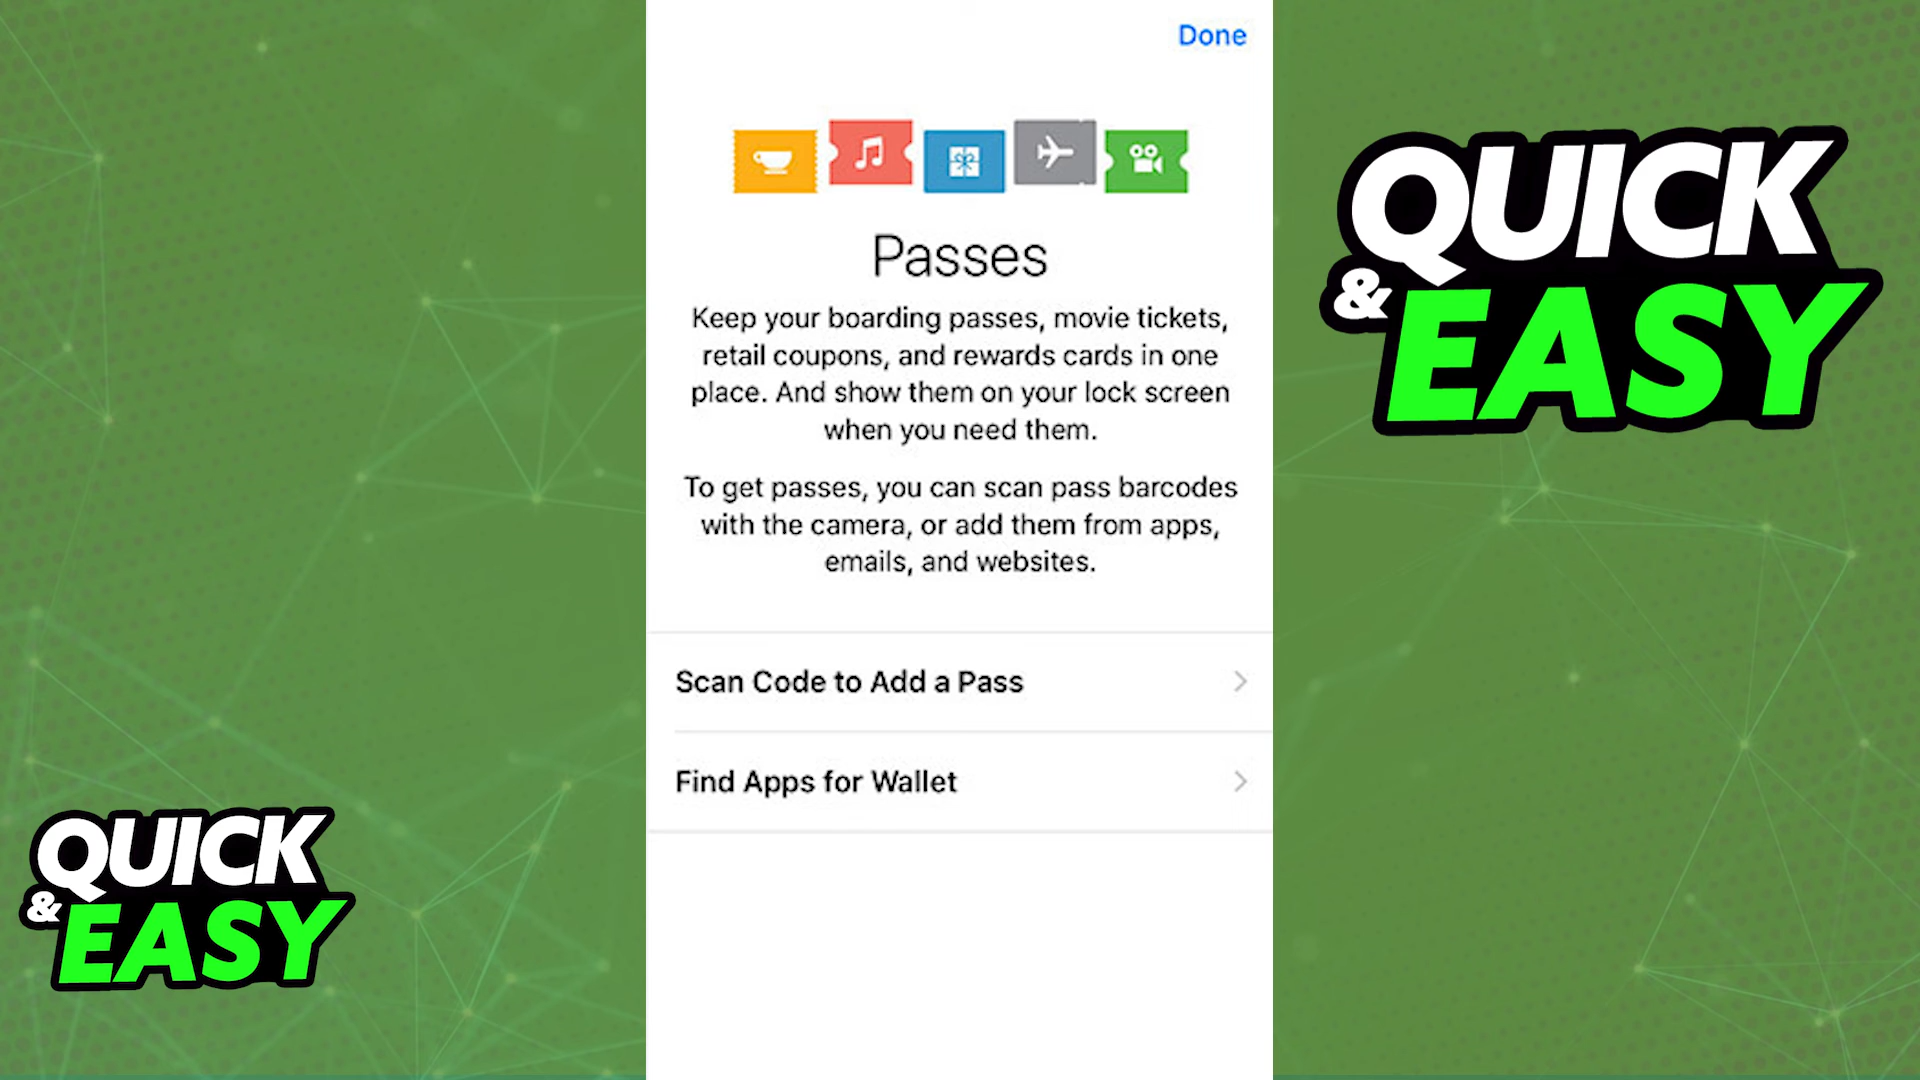 Done
Passes
Keep your boarding passes, movie tickets,
retail coupons, and rewards cards in one
place. And show them on your lock screen
when you need them.
To get passes, you can scan pass barcodes
with the camera, or add them from apps,
emails, and websites.
Scan Code to Add a Pass
Find Apps for Wallet
QUICK
& EASY
QUICK
& EASY